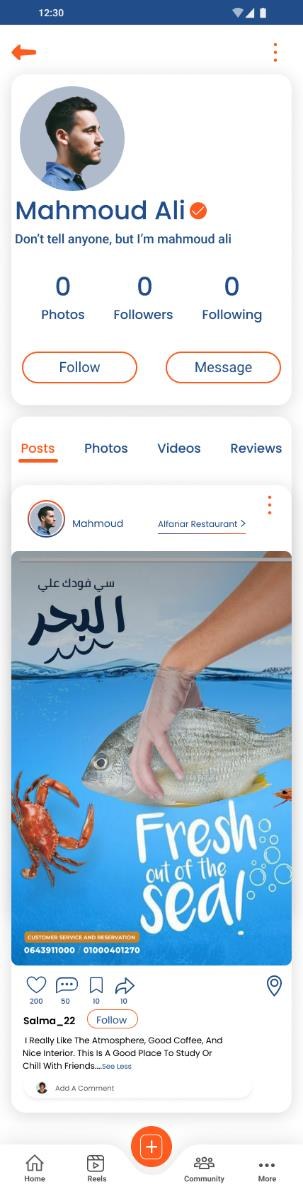 12:30
Mahmoud Ali
Don't tell anyone, but I'm mahmoud ali
0 0 0
Photos Followers Following
Follow Message
Posts Photos Videos Reviews
Mahmoud Alfanar Restaurant >
سي فودك علي
البحر
Fresh
out of the
sea!
CUSTOMER SERVICE AND RESERVATION
0643911000 / 01000401270
200 50 10 10
Salma_22 Follow
I Really Like The Atmosphere, Good Coffee, And
Nice Interior. This Is A Good Place To Study Or
Chill With Friends....See Less
Add A Comment
Home Reels Community More